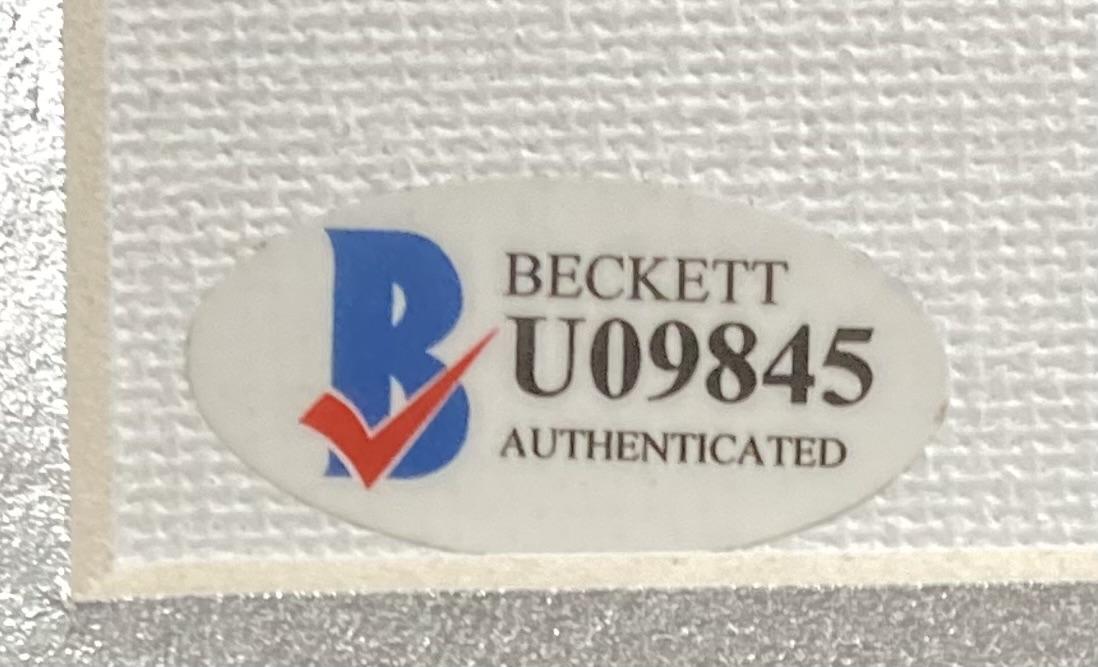 B
BECKETT
U09845
AUTHENTICATED